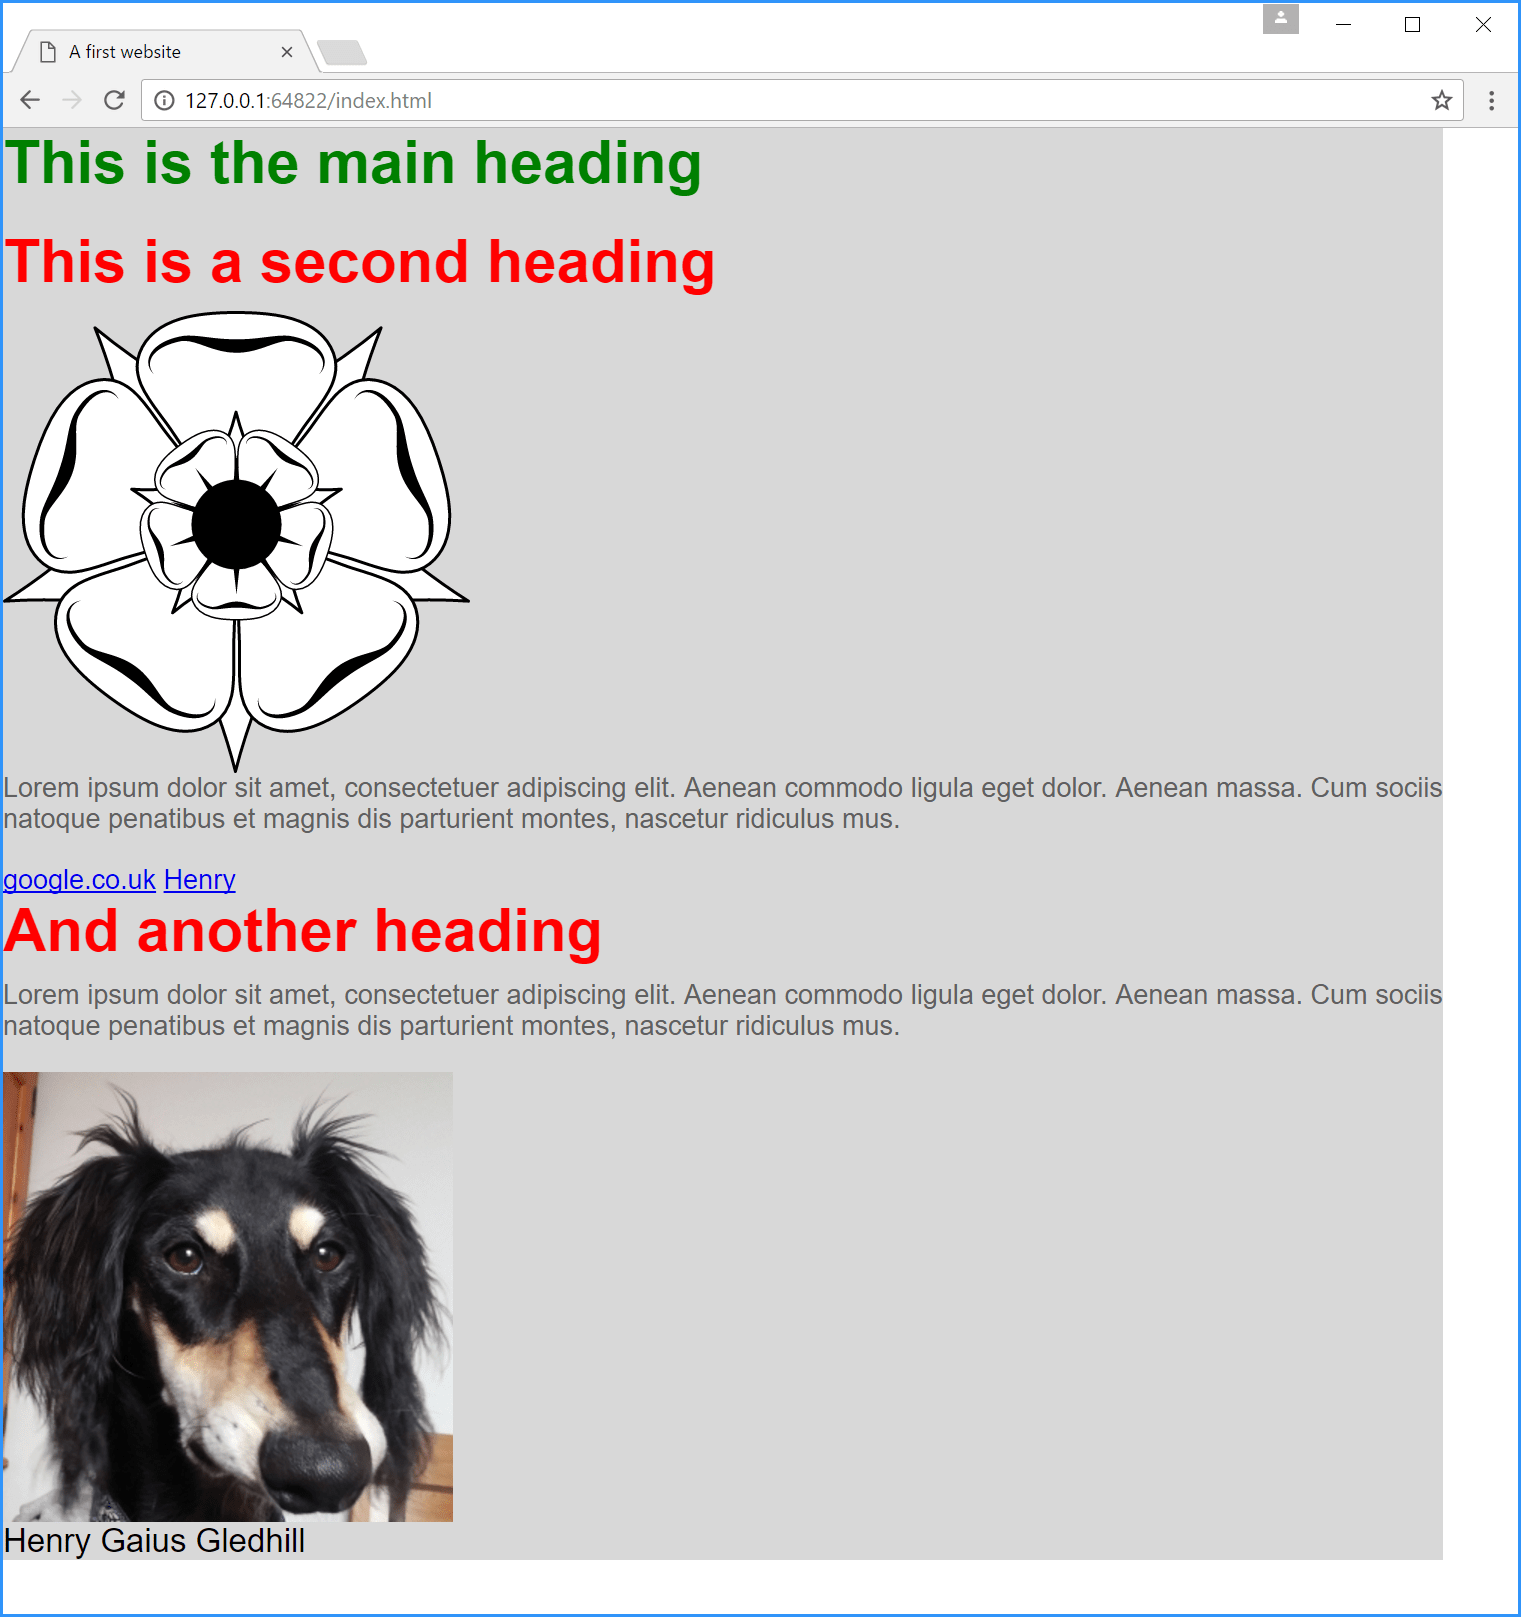 A first website
127.0.0.1:64822/index.html
This is the main heading
This is a second heading
Lorem ipsum dolor sit amet, consectetuer adipiscing elit. Aenean commodo ligula eget dolor. Aenean massa. Cum sociis
natoque penatibus et magnis dis parturient montes, nascetur ridiculus mus.
google.co.uk Henry
And another heading
Lorem ipsum dolor sit amet, consectetuer adipiscing elit. Aenean commodo ligula eget dolor. Aenean massa. Cum sociis
natoque penatibus et magnis dis parturient montes, nascetur ridiculus mus.
Henry Gaius Gledhill